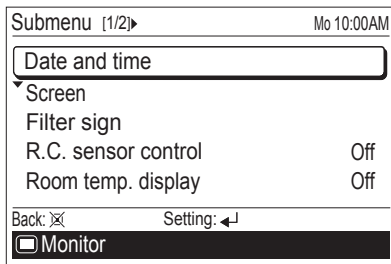 Submenu [1/2] Mo 10:00AM
Date and time
Screen
Filter sign
R.C. sensor control Off
Room temp. display Off
Back: Setting:
Monitor